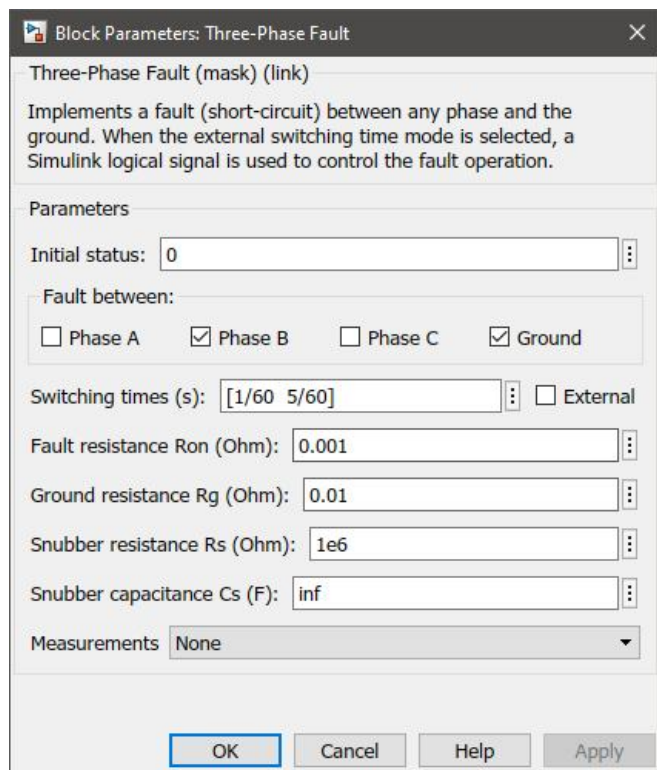 Block Parameters: Three-Phase Fault
Three-Phase Fault (mask) (link)
Implements a fault (short-circuit) between any phase and the
ground. When the external switching time mode is selected, a
Simulink logical signal is used to control the fault operation.
Parameters
Initial status: 0
Fault between:
Phase A Phase B Phase C Ground
Switching times (s): [1/60 5/60] External
Fault resistance Ron (Ohm): 0.001
Ground resistance Rg (Ohm): 0.01
Snubber resistance Rs (Ohm): 1e6
Snubber capacitance Cs (F): inf
Measurements None
OK Cancel Help Apply